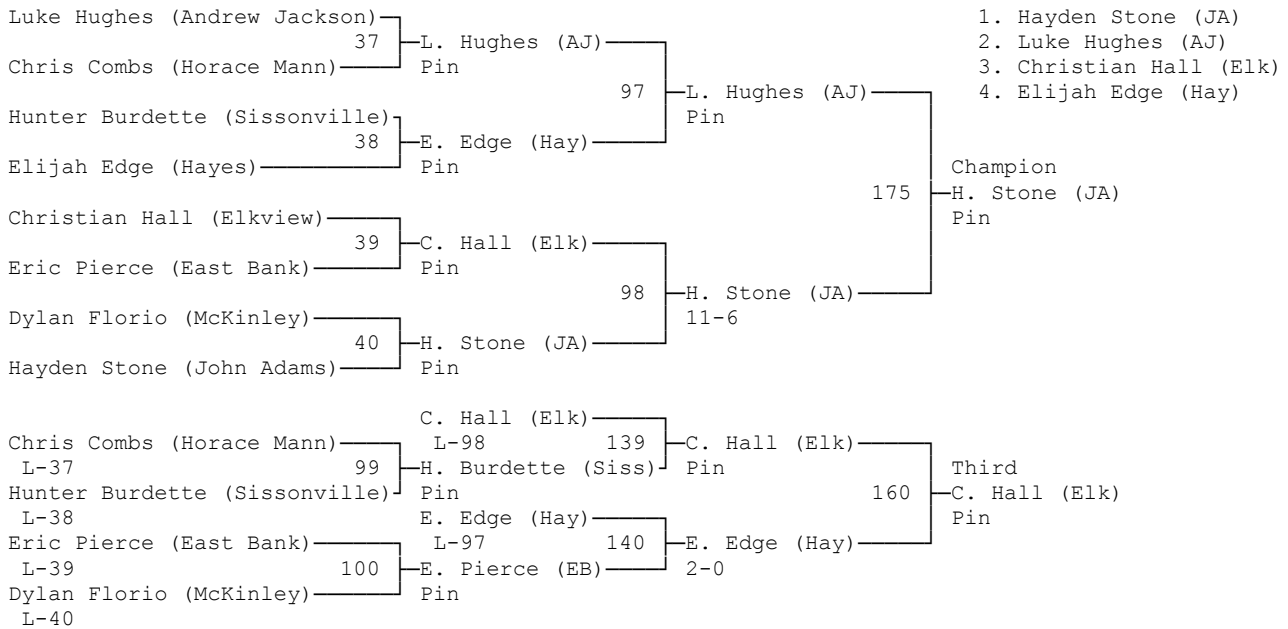 Luke Hughes (Andrew Jackson) 1. Hayden Stone (JA)
37 L. Hughes (AJ) 2. Luke Hughes (AJ)
Chris Combs (Horace Mann) Pin 3. Christian Hall (Elk)
97 L. Hughes (AJ) 4. Elijah Edge (Hay)
Hunter Burdette (Sissonville) Pin
38 E. Edge (Hay)
Elijah Edge (Hayes) Pin Champion
175 H. Stone (JA)
Christian Hall (Elkview) Pin
39 C. Hall (Elk)
Eric Pierce (East Bank) Pin
98 H. Stone (JA)
Dylan Florio (McKinley) 11-6
40 H. Stone (JA)
Hayden Stone (John Adams) Pin
C. Hall (Elk)
Chris Combs (Horace Mann) L-98 139 C. Hall (Elk)
L-37 99 H. Burdette (Siss) Pin Third
Hunter Burdette (Sissonville) Pin 160 C. Hall (Elk)
L-38 E. Edge (Hay) Pin
Eric Pierce (East Bank) L-97 140 E. Edge (Hay)
L-39 100 E. Pierce (EB) 2-0
Dylan Florio (McKinley) Pin
L-40